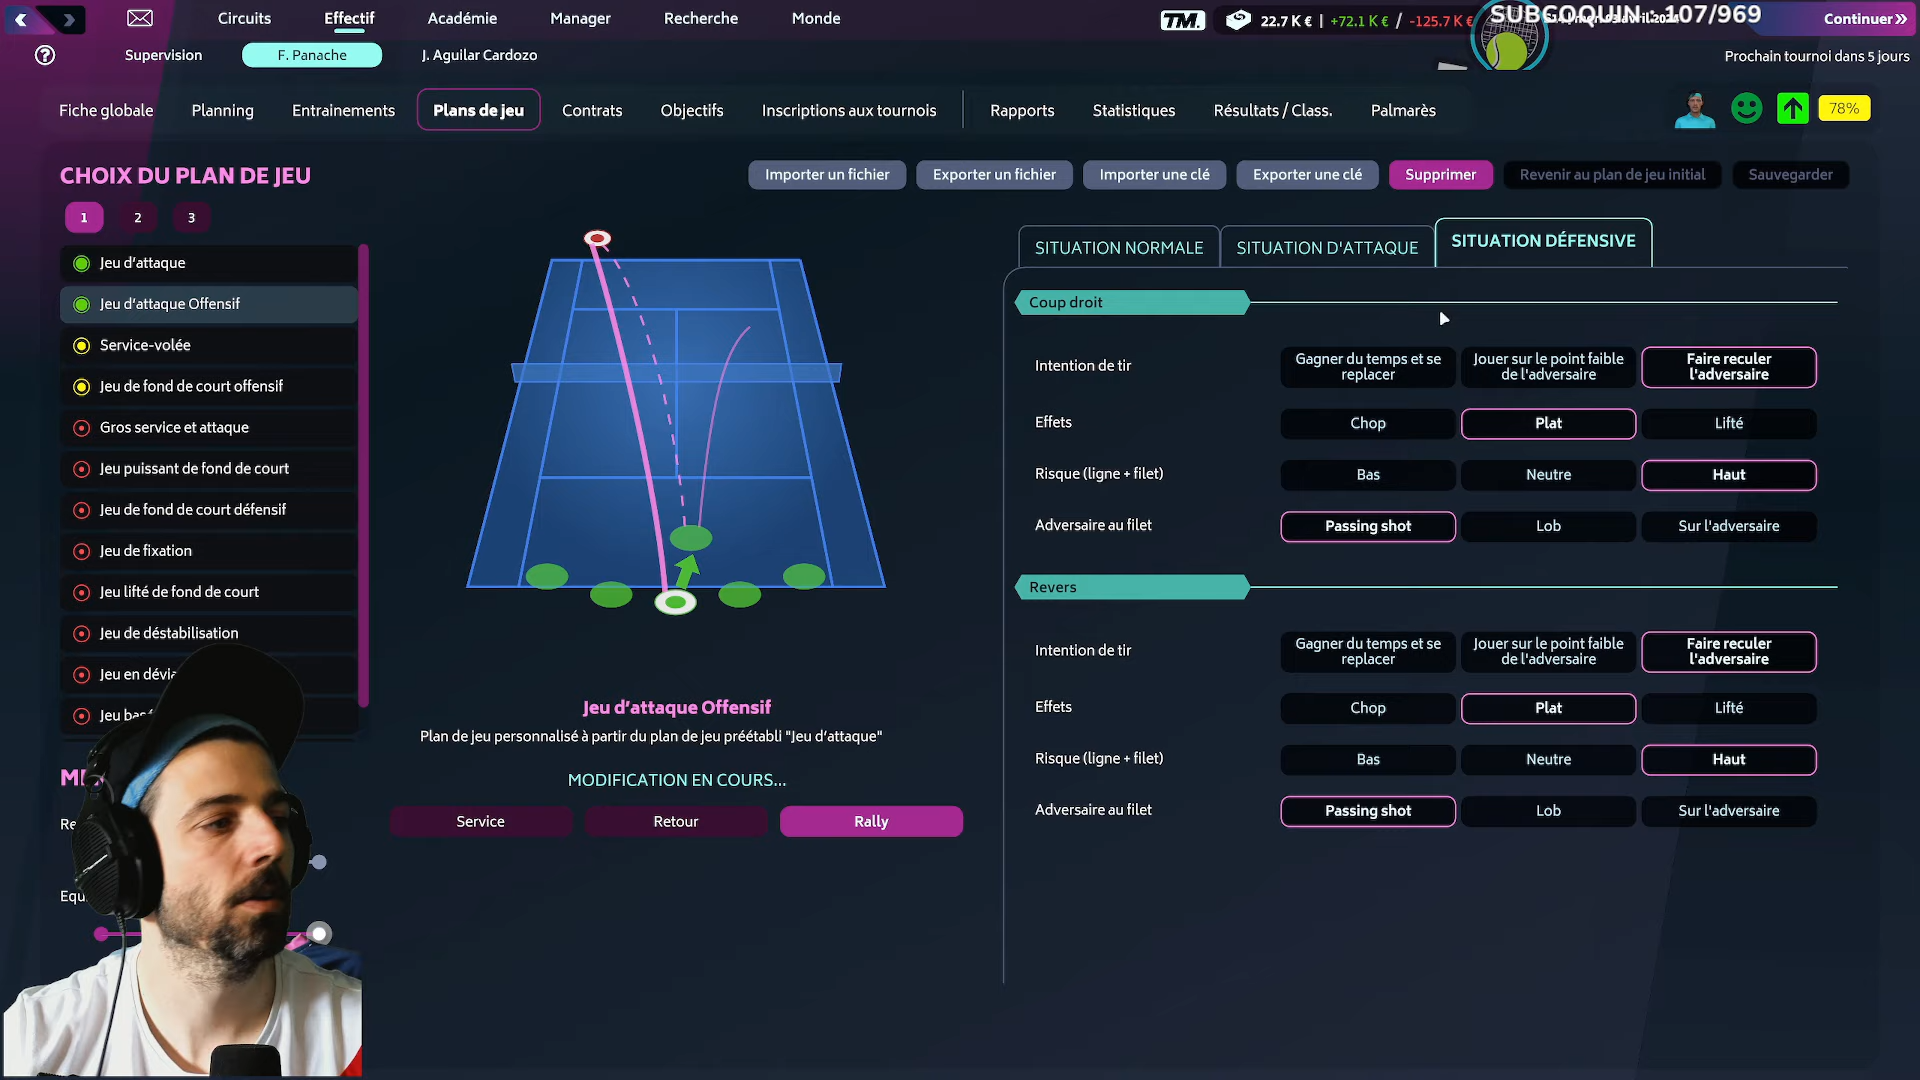 Circuits
Effectif
Académie
Manager
Recherche
Monde
TM.
22.7 K € | +72.1 K € / -125.7 K €
SUBCOQUIN : 107/969
Continuer
Supervision
F. Panache
J. Aguilar Cardozo
Prochain tournoi dans 5 jours
Fiche globale
Planning
Entrainements
Plans de jeu
Contrats
Objectifs
Inscriptions aux tournois
Rapports
Statistiques
Résultats / Class.
Palmarès
78%
CHOIX DU PLAN DE JEU
Importer un fichier
Exporter un fichier
Importer une clé
Exporter une clé
Supprimer
Revenir au plan de jeu initial
Sauvegarder
1
2
3
Jeu d'attaque
Jeu d'attaque Offensif
Service-volée
Jeu de fond de court offensif
Gros service et attaque
Jeu puissant de fond de court
Jeu de fond de court défensif
Jeu de fixation
Jeu lifté de fond de court
Jeu de déstabilisation
Jeu en dévia
Jeu basé
Jeu d'attaque Offensif
Plan de jeu personnalisé à partir du plan de jeu préétabli "Jeu d'attaque"
MODIFICATION EN COURS...
Service
Retour
Rally
SITUATION NORMALE
SITUATION D'ATTAQUE
SITUATION DÉFENSIVE
Coup droit
Intention de tir
Gagner du temps et se
replacer
Jouer sur le point faible
de l'adversaire
Faire reculer
l'adversaire
Effets
Chop
Plat
Lifté
Risque (ligne + filet)
Bas
Neutre
Haut
Adversaire au filet
Passing shot
Lob
Sur l'adversaire
Revers
Intention de tir
Gagner du temps et se
replacer
Jouer sur le point faible
de l'adversaire
Faire reculer
l'adversaire
Effets
Chop
Plat
Lifté
Risque (ligne + filet)
Bas
Neutre
Haut
Adversaire au filet
Passing shot
Lob
Sur l'adversaire